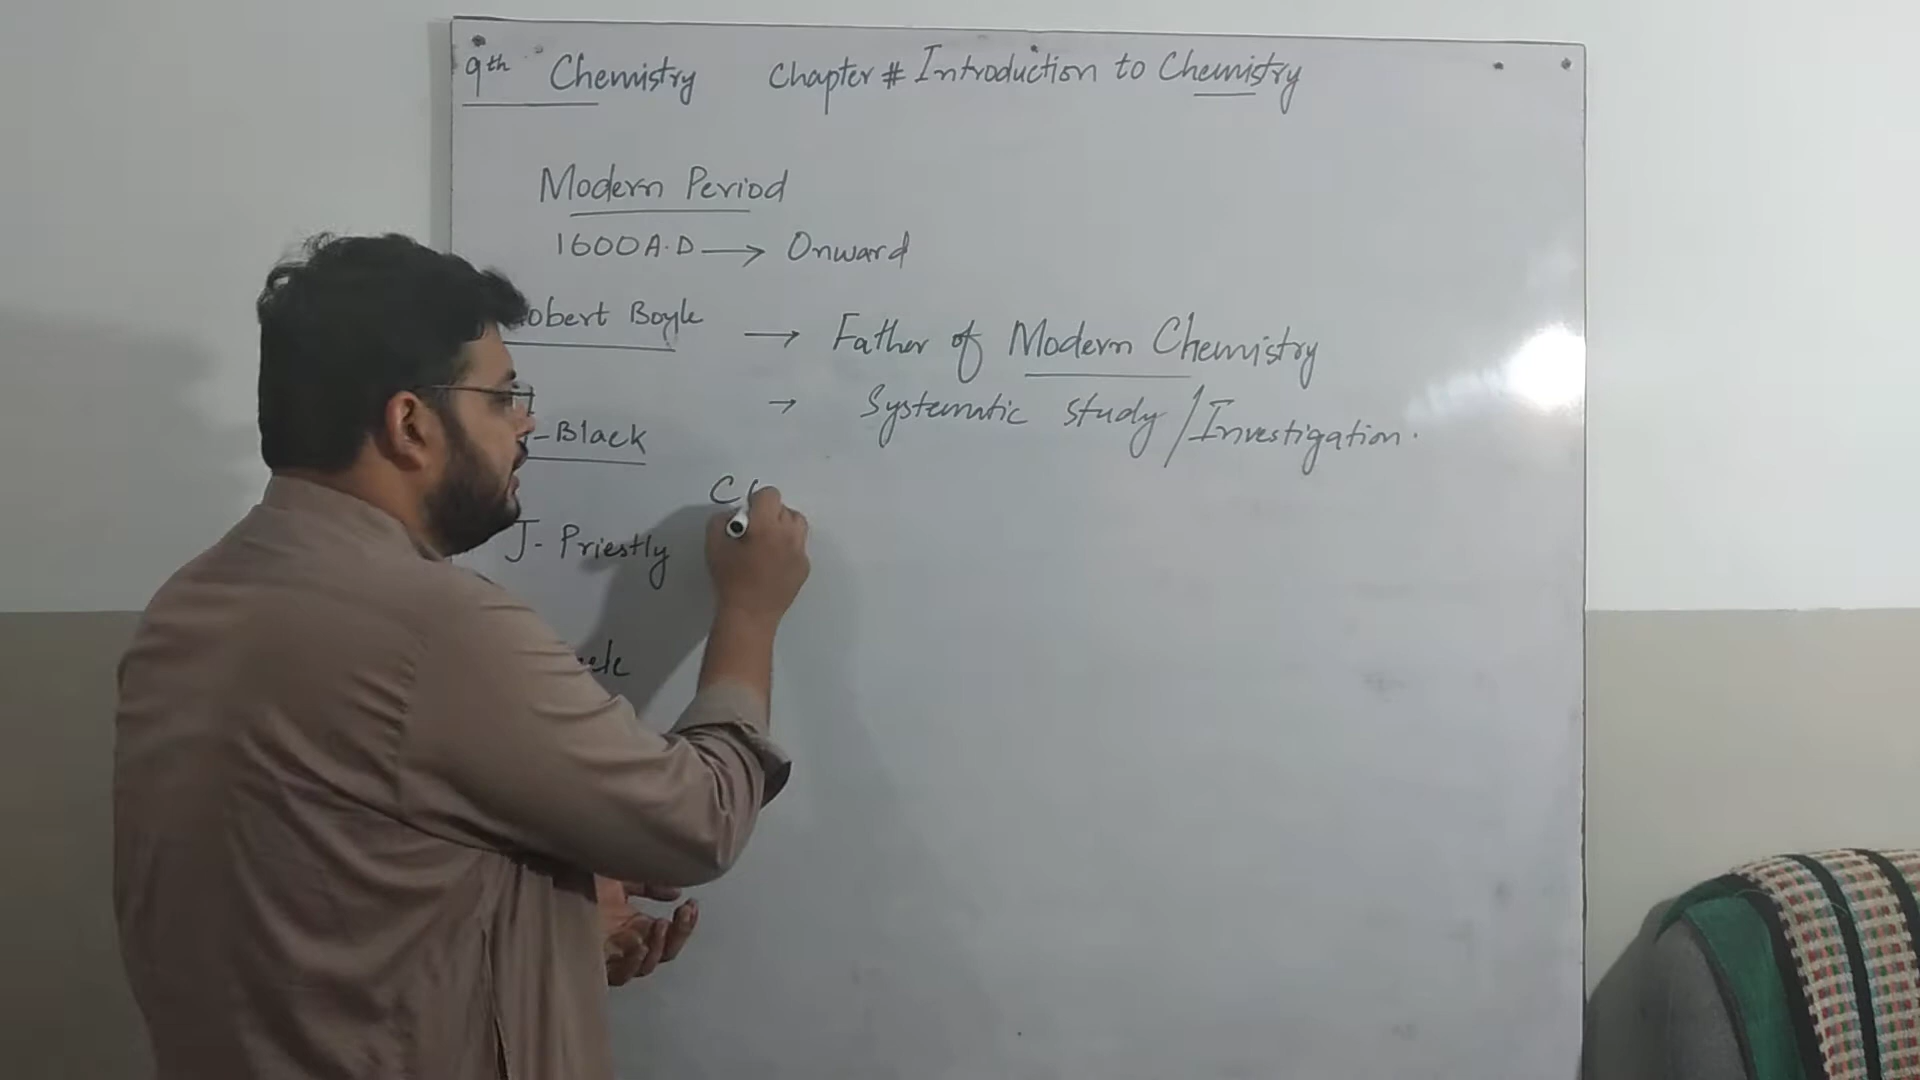 9th Chemistry Chapter # Introduction to Chemistry
Modern Period
1600 A.D → Onward
obert Boyle → Father of Modern Chemistry
→ Systematic study / Investigation.
-Black
J- Priestly